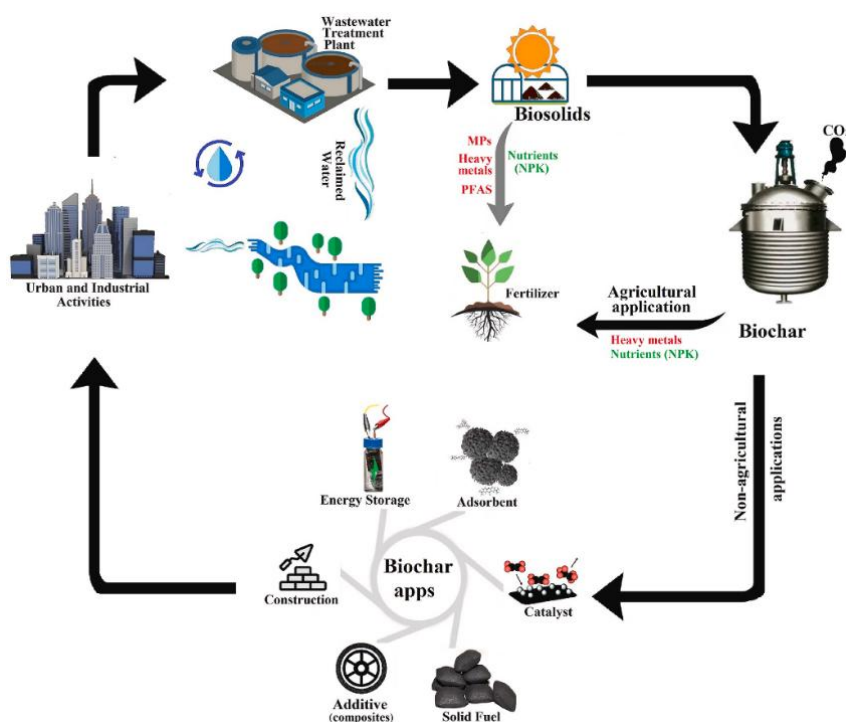 Wastewater
Treatment
Plant
Biosolids
CO₂
MPs
Heavy
metals
PFAS
Nutrients
(NPK)
Reclaimed
Water
Urban and Industrial
Activities
Fertilizer
Agricultural
application
Heavy metals
Nutrients (NPK)
Biochar
Non-agricultural
applications
Energy Storage
Adsorbent
Biochar
apps
Construction
Catalyst
Additive
(composites)
Solid Fuel